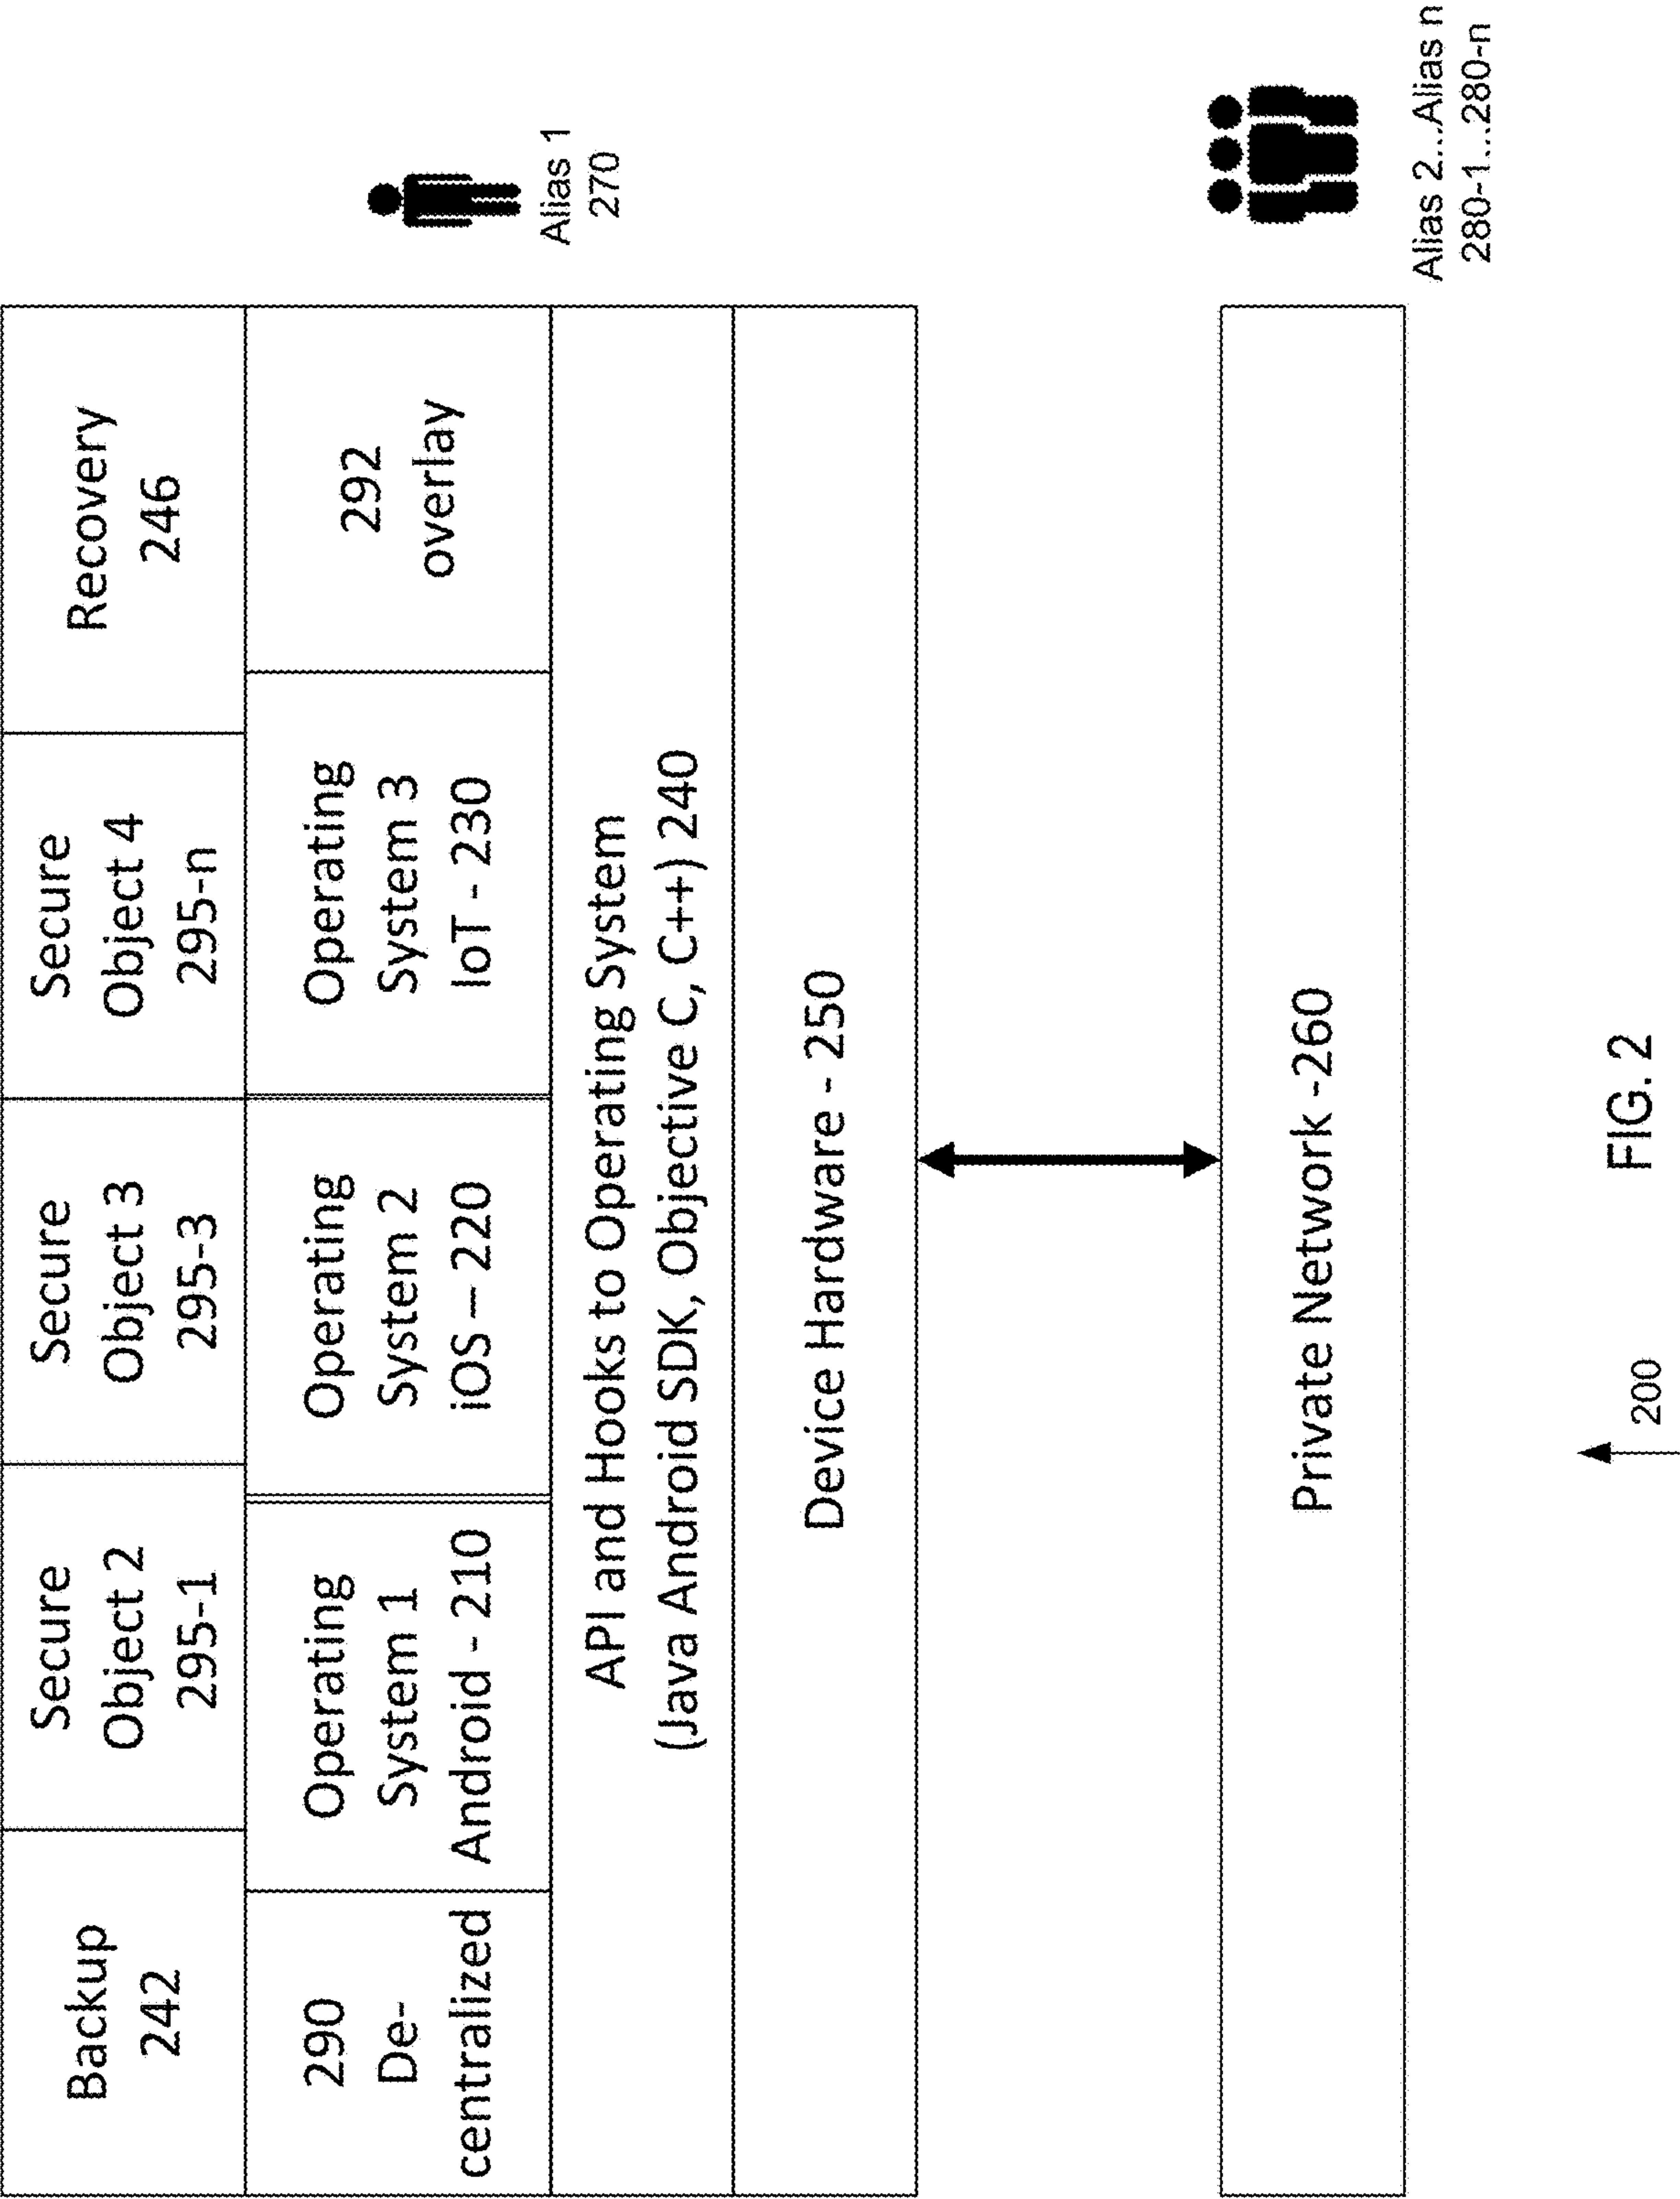 Backup
242
Secure
Object 2
295-1
Secure
Object 3
295-3
Secure
Object 4
295-n
Recovery
246
290
De-
centralized
Operating
System 1
Android - 210
Operating
System 2
iOS – 220
Operating
System 3
IoT - 230
292
overlay
API and Hooks to Operating System
(Java Android SDK, Objective C, C++) 240
Device Hardware - 250
Alias 1
270
Private Network -260
Alias 2...Alias n
280-1...280-n
200
FIG. 2